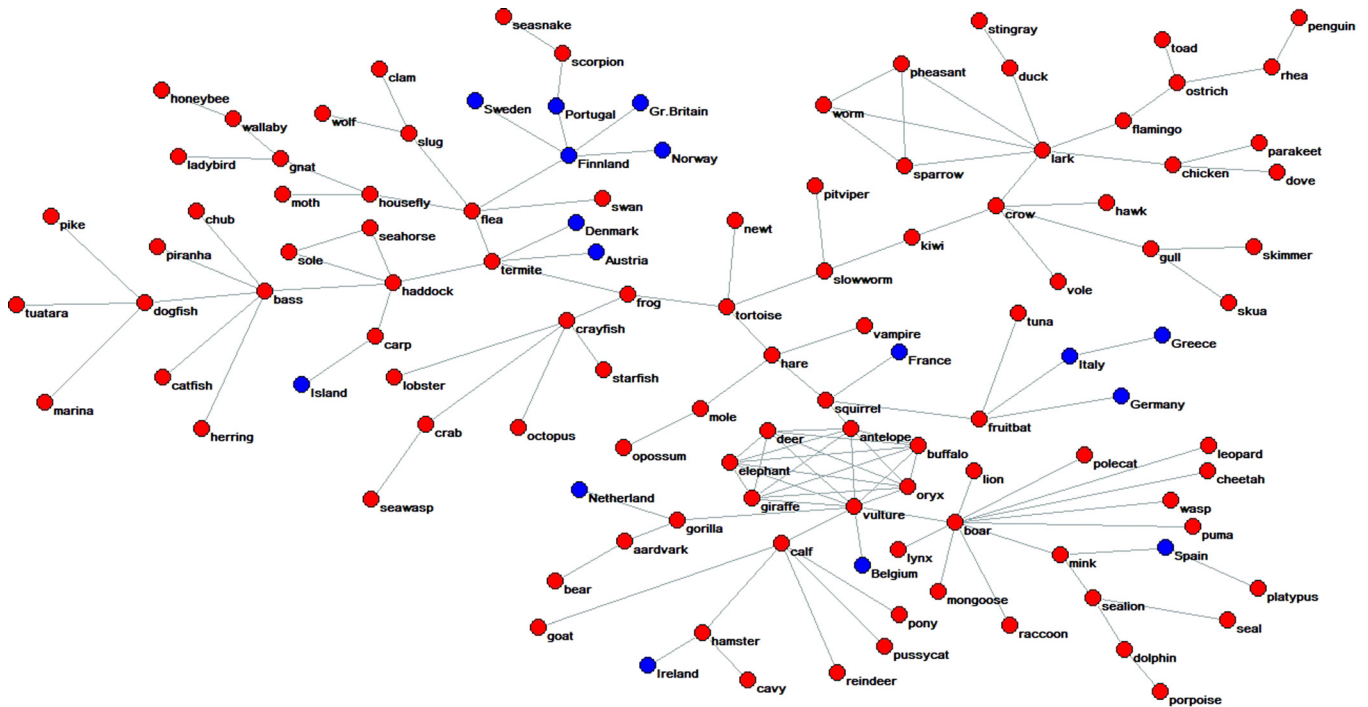 seasnake
stingray
penguin
toad
scorpion
pheasant
duck
rhea
clam
ostrich
honeybee
Sweden
Portugal
Gr.Britain
worm
wolf
flamingo
wallaby
slug
parakeet
ladybird
gnat
Finnland
Norway
lark
chicken
dove
sparrow
pitviper
moth
housefly
swan
crow
hawk
pike
chub
flea
newt
seahorse
Denmark
kiwi
piranha
sole
Austria
gull
skimmer
termite
slowworm
tuatara
dogfish
bass
haddock
frog
vole
tortoise
skua
crayfish
tuna
carp
vampire
Greece
hare
France
Italy
catfish
Island
lobster
starfish
marina
squirrel
Germany
mole
herring
crab
octopus
fruitbat
deer
antelope
opossum
buffalo
leopard
elephant
polecat
lion
cheetah
seawasp
Netherland
giraffe
oryx
wasp
gorilla
vulture
boar
puma
aardvark
calf
lynx
mink
Spain
bear
Belgium
mongoose
platypus
sealion
goat
hamster
pony
raccoon
seal
pussycat
dolphin
Ireland
cavy
reindeer
porpoise